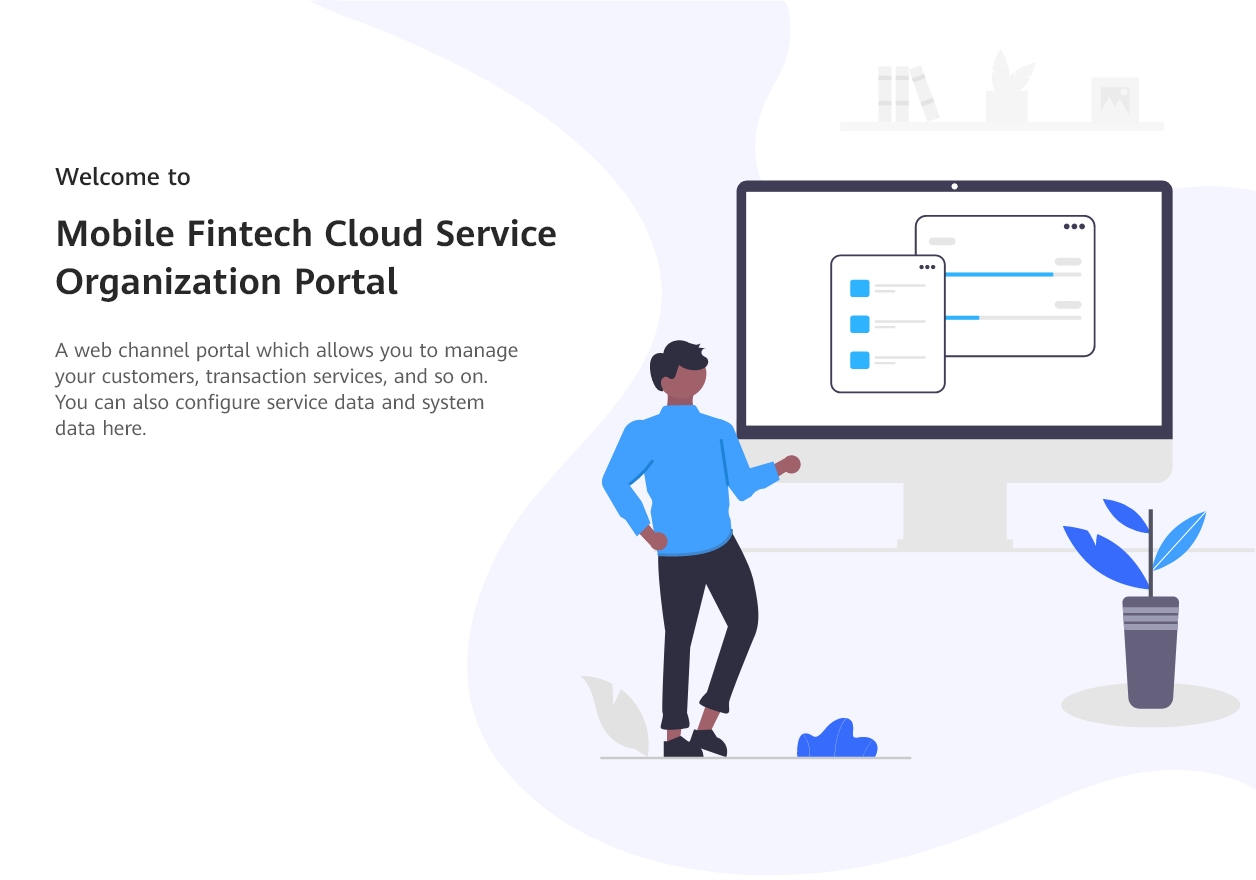 Welcome to
Mobile Fintech Cloud Service
Organization Portal
A web channel portal which allows you to manage
your customers, transaction services, and so on.
You can also configure service data and system
data here.